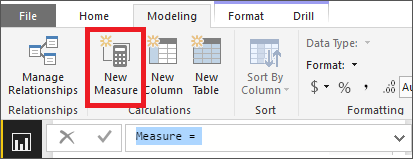 File Home Modeling Format Drill
Manage Relationships
New Measure
New Column
New Table
Sort By Column
Data Type:
Format:
$ % ,
Relationships Calculations Sort Formatting
Measure =